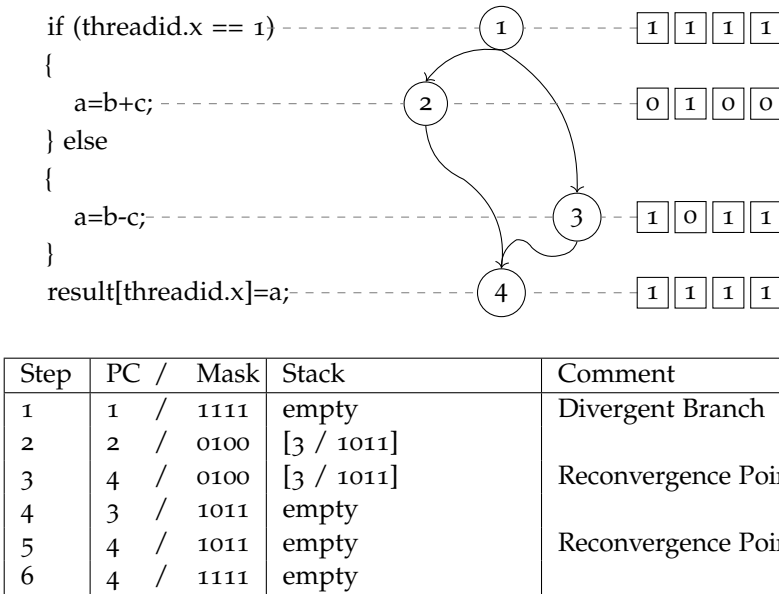 if (threadid.x == 1) 1 1 1 1 1
{
a=b+c; 2 0 1 0 0
} else
{
a=b-c; 3 1 0 1 1
}
result[threadid.x]=a; 4 1 1 1 1
Step PC / Mask Stack Comment
1 1 / 1111 empty Divergent Branch
2 2 / 0100 [3 / 1011]
3 4 / 0100 [3 / 1011] Reconvergence Poi
4 3 / 1011 empty
5 4 / 1011 empty Reconvergence Poi
6 4 / 1111 empty